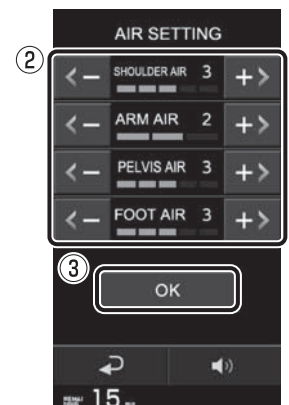 AIR SETTING
②
< − SHOULDER AIR 3 + >
< − ARM AIR 2 + >
< − PELVIS AIR 3 + >
< − FOOT AIR 3 + >
③
OK
15